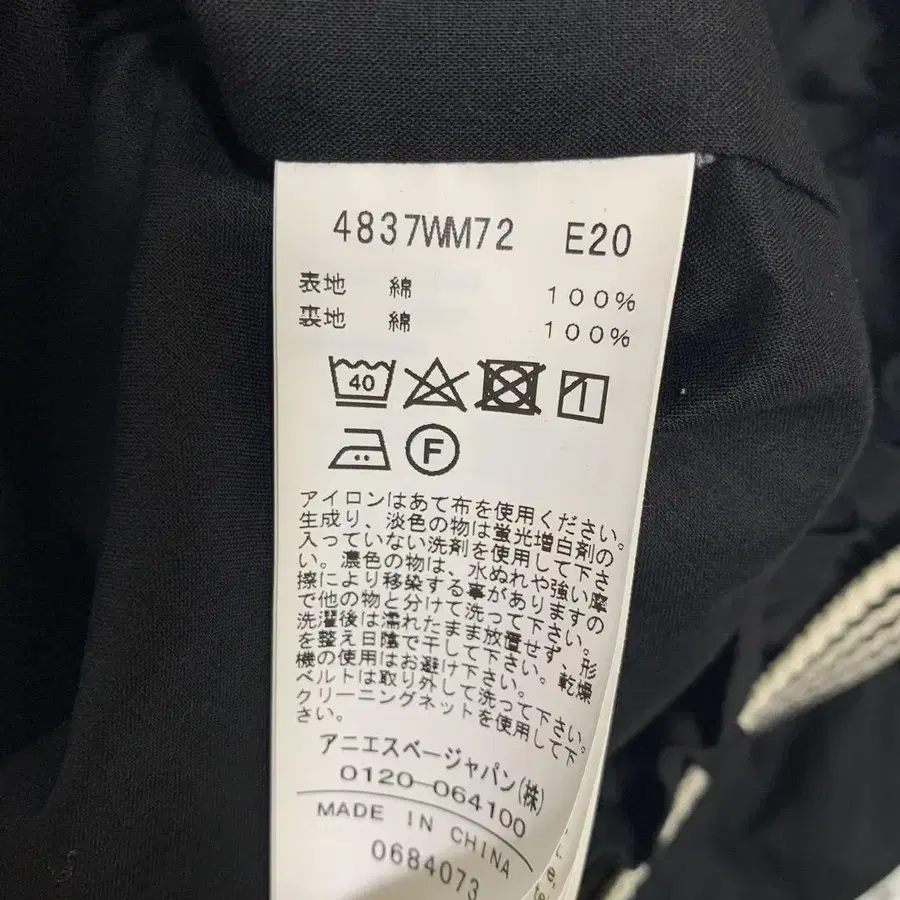 4837WM72 E20
表地 綿 100%
裏地 綿 100%
40
F
アイロンはあて布を使用ください。
生成り、淡色の物は蛍光増白剤の
入っていない洗剤を使用して下さ
い。濃色の物は、水ぬれや強い摩
擦により移染する事があります。の
で他の物と分けて洗って下さい。
洗濯後は濡れたまま放置せず、形
を整え日陰で干して下さい。乾燥
機の使用はお避け下さい。
ベルトは取り外して洗って下さい。
クリーニングネットを使用して下
さい。
アニエスベージャパン(株)
0120-064100
MADE IN CHINA
0684073